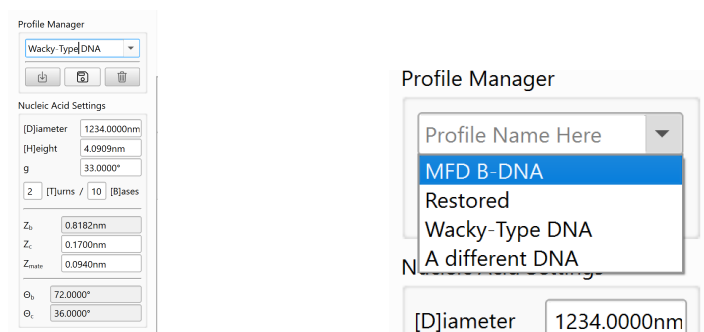 Profile Manager
Wacky-Type DNA
Nucleic Acid Settings
[D]iameter 1234.0000nm
[H]eight 4.0909nm
g 33.0000°
2 [T]urns / 10 [B]ases
Zb 0.8182nm
Zc 0.1700nm
Zmate 0.0940nm
Θb 72.0000°
Θc 36.0000°
Profile Manager
Profile Name Here
MFD B-DNA
Restored
Wacky-Type DNA
A different DNA
[D]iameter 1234.0000nm